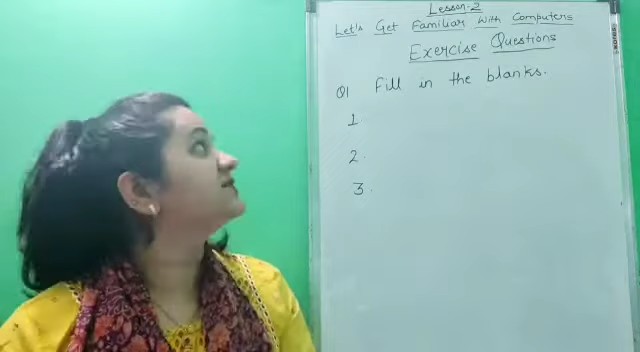 Lesson-2
Let's Get Familiar With Computers
Exercise Questions
Q1 Fill in the blanks.
1
2.
3.